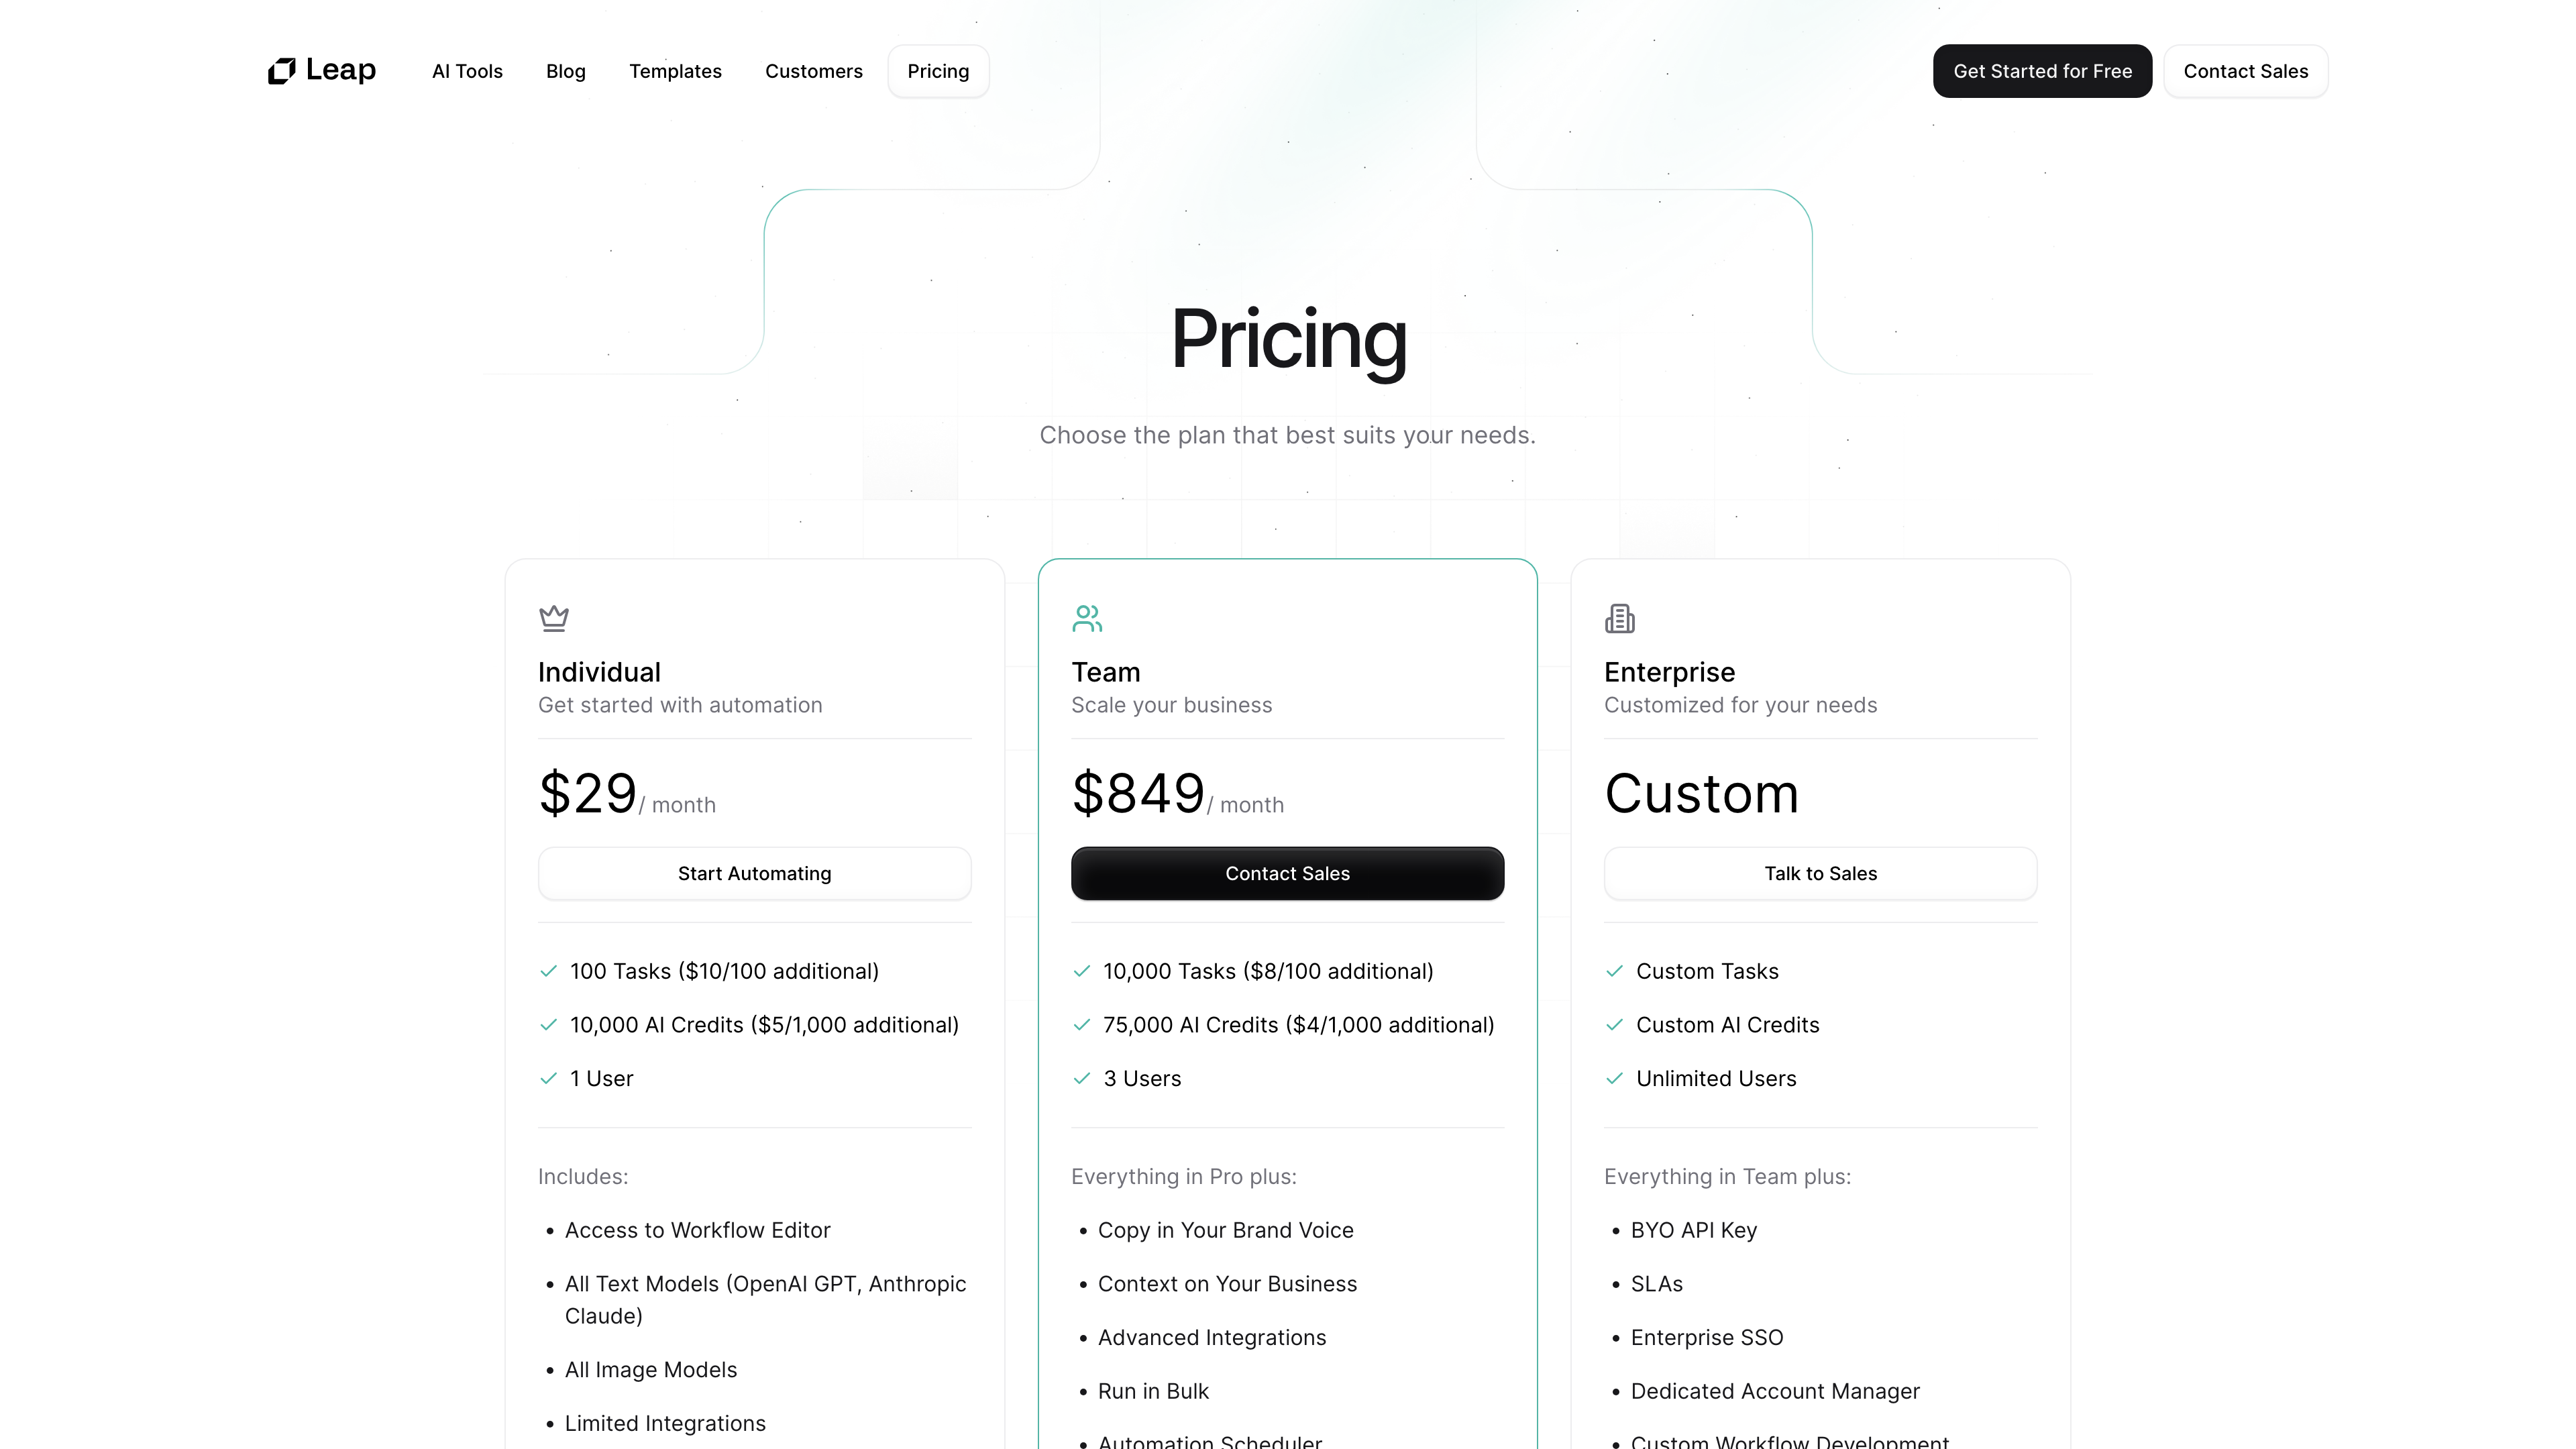 Leap
AI Tools
Blog
Templates
Customers
Pricing
Get Started for Free
Contact Sales
Pricing
Choose the plan that best suits your needs.
Individual
Get started with automation
$29/ month
Start Automating
100 Tasks ($10/100 additional)
10,000 AI Credits ($5/1,000 additional)
1 User
Includes:
• Access to Workflow Editor
• All Text Models (OpenAI GPT, Anthropic
Claude)
• All Image Models
• Limited Integrations
Team
Scale your business
$849/ month
Contact Sales
10,000 Tasks ($8/100 additional)
75,000 AI Credits ($4/1,000 additional)
3 Users
Everything in Pro plus:
• Copy in Your Brand Voice
• Context on Your Business
• Advanced Integrations
• Run in Bulk
• Automation Scheduler
Enterprise
Customized for your needs
Custom
Talk to Sales
Custom Tasks
Custom AI Credits
Unlimited Users
Everything in Team plus:
• BYO API Key
• SLAs
• Enterprise SSO
• Dedicated Account Manager
• Custom Workflow Development